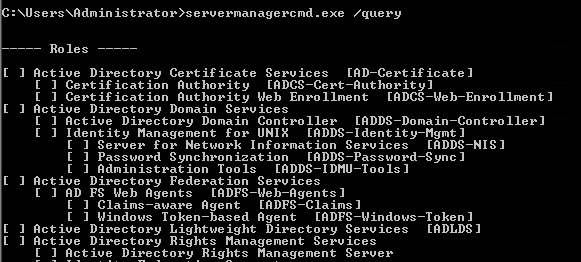 C:\Users\Administrator>servermanagercmd.exe /query
----- Roles -----
[ ] Active Directory Certificate Services [AD-Certificate]
[ ] Certification Authority [ADCS-Cert-Authority]
[ ] Certification Authority Web Enrollment [ADCS-Web-Enrollment]
[ ] Active Directory Domain Services
[ ] Active Directory Domain Controller [ADDS-Domain-Controller]
[ ] Identity Management for UNIX [ADDS-Identity-Mgmt]
[ ] Server for Network Information Services [ADDS-NIS]
[ ] Password Synchronization [ADDS-Password-Sync]
[ ] Administration Tools [ADDS-IDMU-Tools]
[ ] Active Directory Federation Services
[ ] AD FS Web Agents [ADFS-Web-Agents]
[ ] Claims-aware Agent [ADFS-Claims]
[ ] Windows Token-based Agent [ADFS-Windows-Token]
[ ] Active Directory Lightweight Directory Services [ADLDS]
[ ] Active Directory Rights Management Services
[ ] Active Directory Rights Management Server